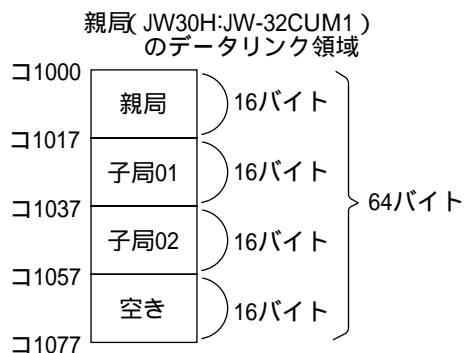 親局(JW30H:JW-32CUM1)
のデータリンク領域
コ1000
親局
16バイト
コ1017
子局01
16バイト
コ1037
子局02
16バイト
コ1057
空き
16バイト
コ1077
64バイト